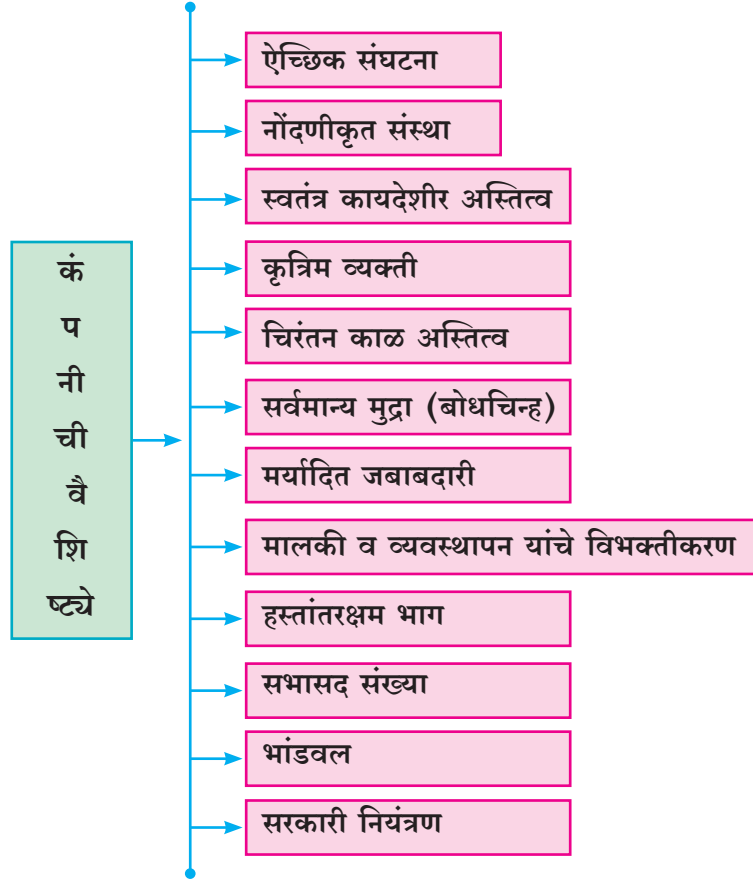 कं
प
नी
ची
वै
शि
ष्ट्ये
ऐच्छिक संघटना
नोंदणीकृत संस्था
स्वतंत्र कायदेशीर अस्तित्व
कृत्रिम व्यक्ती
चिरंतन काळ अस्तित्व
सर्वमान्य मुद्रा (बोधचिन्ह)
मर्यादित जबाबदारी
मालकी व व्यवस्थापन यांचे विभक्तीकरण
हस्तांतरक्षम भाग
सभासद संख्या
भांडवल
सरकारी नियंत्रण